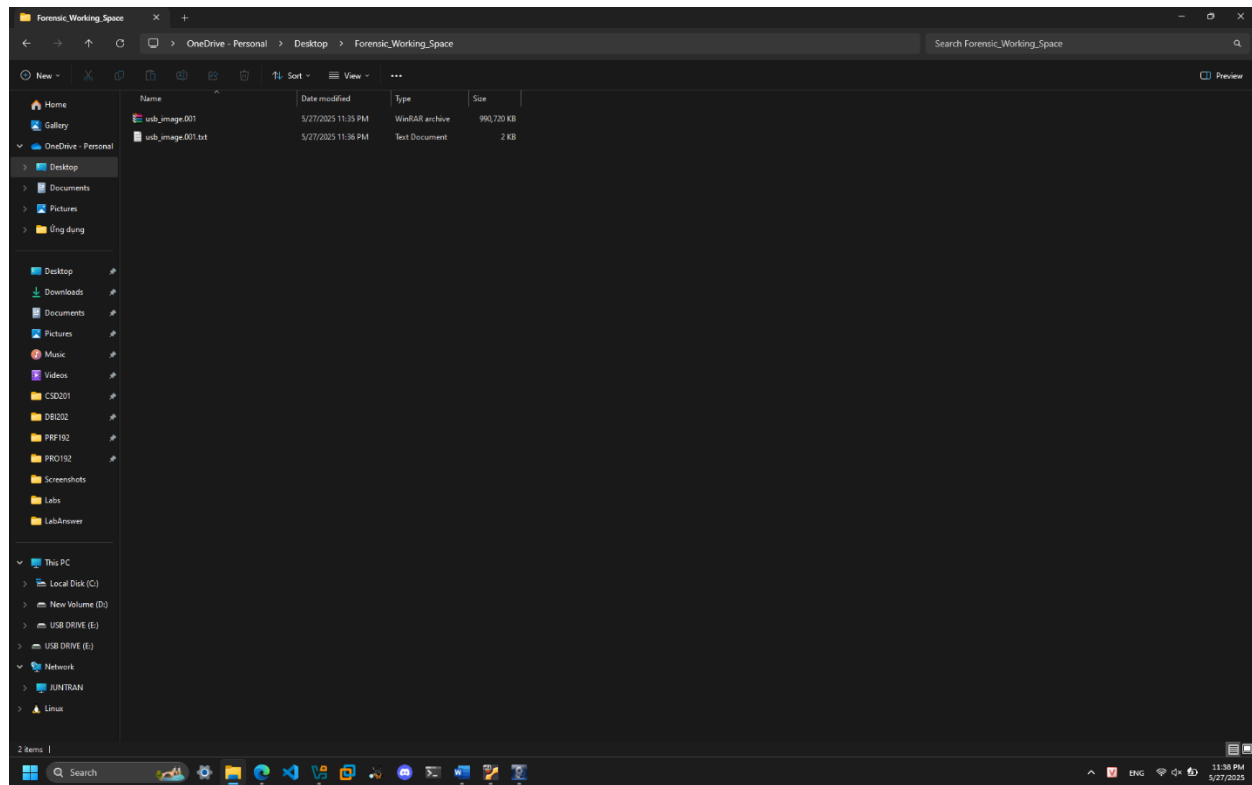 Forensic_Working_Space
OneDrive - Personal > Desktop > Forensic_Working_Space
Search Forensic_Working_Space
New
Sort
View
Preview
Name Date modified Type Size
usb_image.001 5/27/2025 11:35 PM WinRAR archive 990,720 KB
usb_image.001.txt 5/27/2025 11:36 PM Text Document 2 KB
Home
Gallery
OneDrive - Personal
Desktop
Documents
Pictures
Ứng dụng
Desktop
Downloads
Documents
Pictures
Music
Videos
CSD201
DBI202
PRF192
PRO192
Screenshots
Labs
LabAnswer
This PC
Local Disk (C:)
New Volume (D:)
USB DRIVE (E:)
USB DRIVE (E:)
Network
JUNTRAN
Linux
2 items
Search
V ENG 11:38 PM
5/27/2025